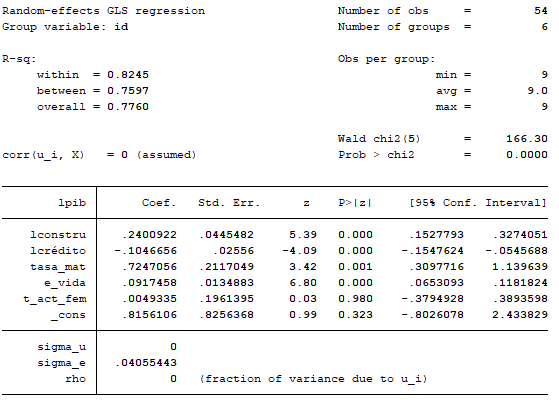 Random-effects GLS regression Number of obs = 54
Group variable: id Number of groups = 6
R-sq: Obs per group:
within = 0.8245 min = 9
between = 0.7597 avg = 9.0
overall = 0.7760 max = 9
Wald chi2(5) = 166.30
corr(u_i, X) = 0 (assumed) Prob > chi2 = 0.0000
lpib Coef. Std. Err. z P>|z| [95% Conf. Interval]
lconstru .2400922 .0445482 5.39 0.000 .1527793 .3274051
lcrédito -.1046656 .02556 -4.09 0.000 -.1547624 -.0545688
tasa_mat .7247056 .2117049 3.42 0.001 .3097716 1.139639
e_vida .0917458 .0134883 6.80 0.000 .0653093 .1181824
t_act_fem .0049335 .1961395 0.03 0.980 -.3794928 .3893598
_cons .8156106 .8256368 0.99 0.323 -.8026078 2.433829
sigma_u 0
sigma_e .04055443
rho 0 (fraction of variance due to u_i)